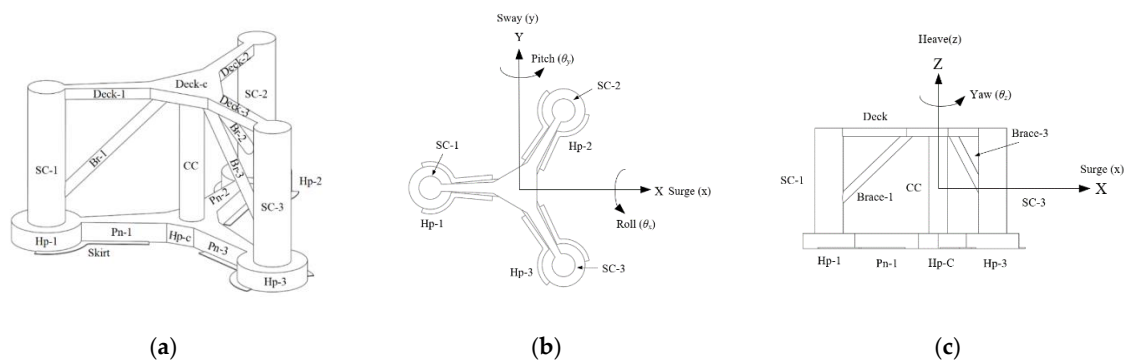 Deck-2
Deck-c
SC-2
Deck-1
Deck-3
Br-2
Br-1
CC
Br-3
SC-1
Hp-2
Pn-2
SC-3
Hp-1
Pn-1
Hp-c
Pn-3
Skirt
Hp-3
(a)
Sway (y)
Y
Pitch (θy)
SC-2
SC-1
Hp-2
X Surge (x)
Hp-1
Roll (θx)
Hp-3
SC-3
(b)
Heave(z)
Z
Yaw (θz)
Deck
Brace-3
SC-1
CC
Surge (x)
X
Brace-1
SC-3
Hp-1
Pn-1
Hp-C
Hp-3
(c)